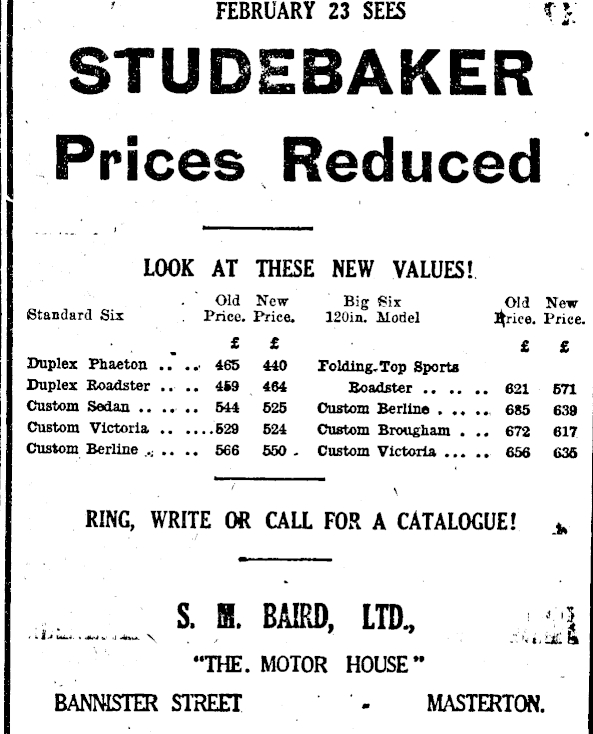 FEBRUARY 23 SEES
STUDEBAKER
Prices Reduced
LOOK AT THESE NEW VALUES!
Standard Six Old Price. New Price.
£ £
Duplex Phaeton .. .. 465 440
Duplex Roadster .. .. 459 464
Custom Sedan .. .. .. 544 525
Custom Victoria .. .. .. 529 524
Custom Berline .. .. .. 566 550
Big Six 120in. Model Old Price. New Price.
£ £
Folding-Top Sports
Roadster .. .. .. 621 571
Custom Berline .. .. .. 685 639
Custom Brougham . .. 672 617
Custom Victoria ... .. 656 635
RING, WRITE OR CALL FOR A CATALOGUE!
S. M. BAIRD, LTD.,
"THE. MOTOR HOUSE"
BANNISTER STREET - MASTERTON.